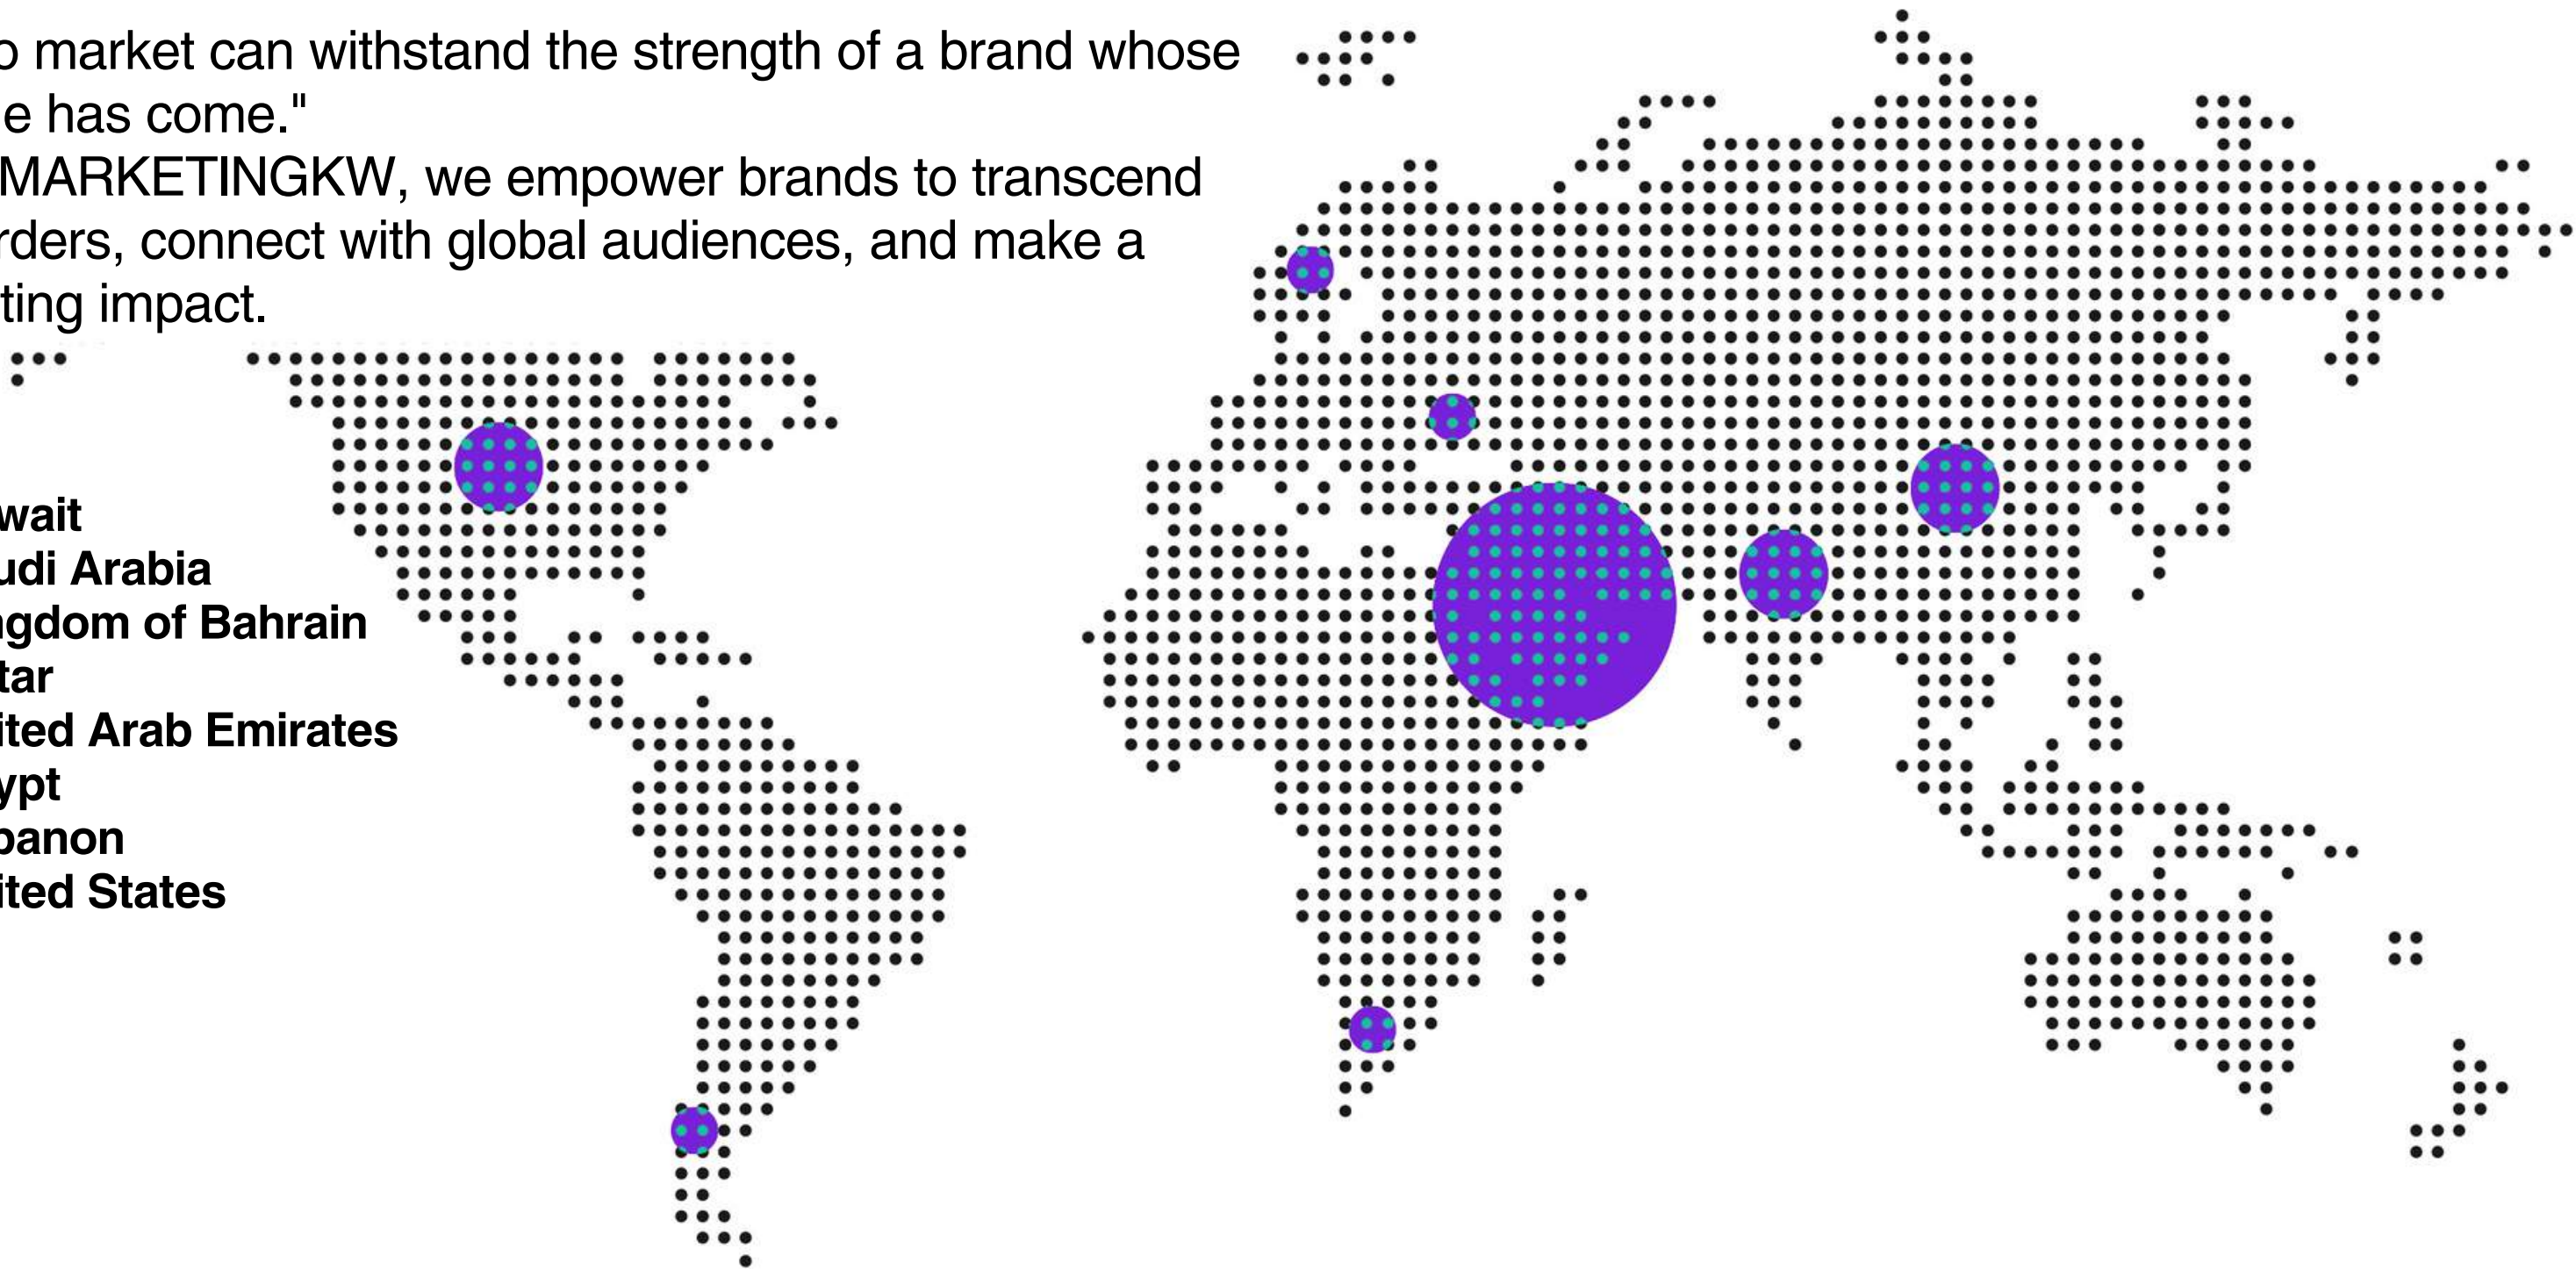 o market can withstand the strength of a brand whose
e has come."
MARKETINGKW, we empower brands to transcend
rders, connect with global audiences, and make a
ting impact.
wait
udi Arabia
ngdom of Bahrain
tar
ited Arab Emirates
ypt
banon
ited States